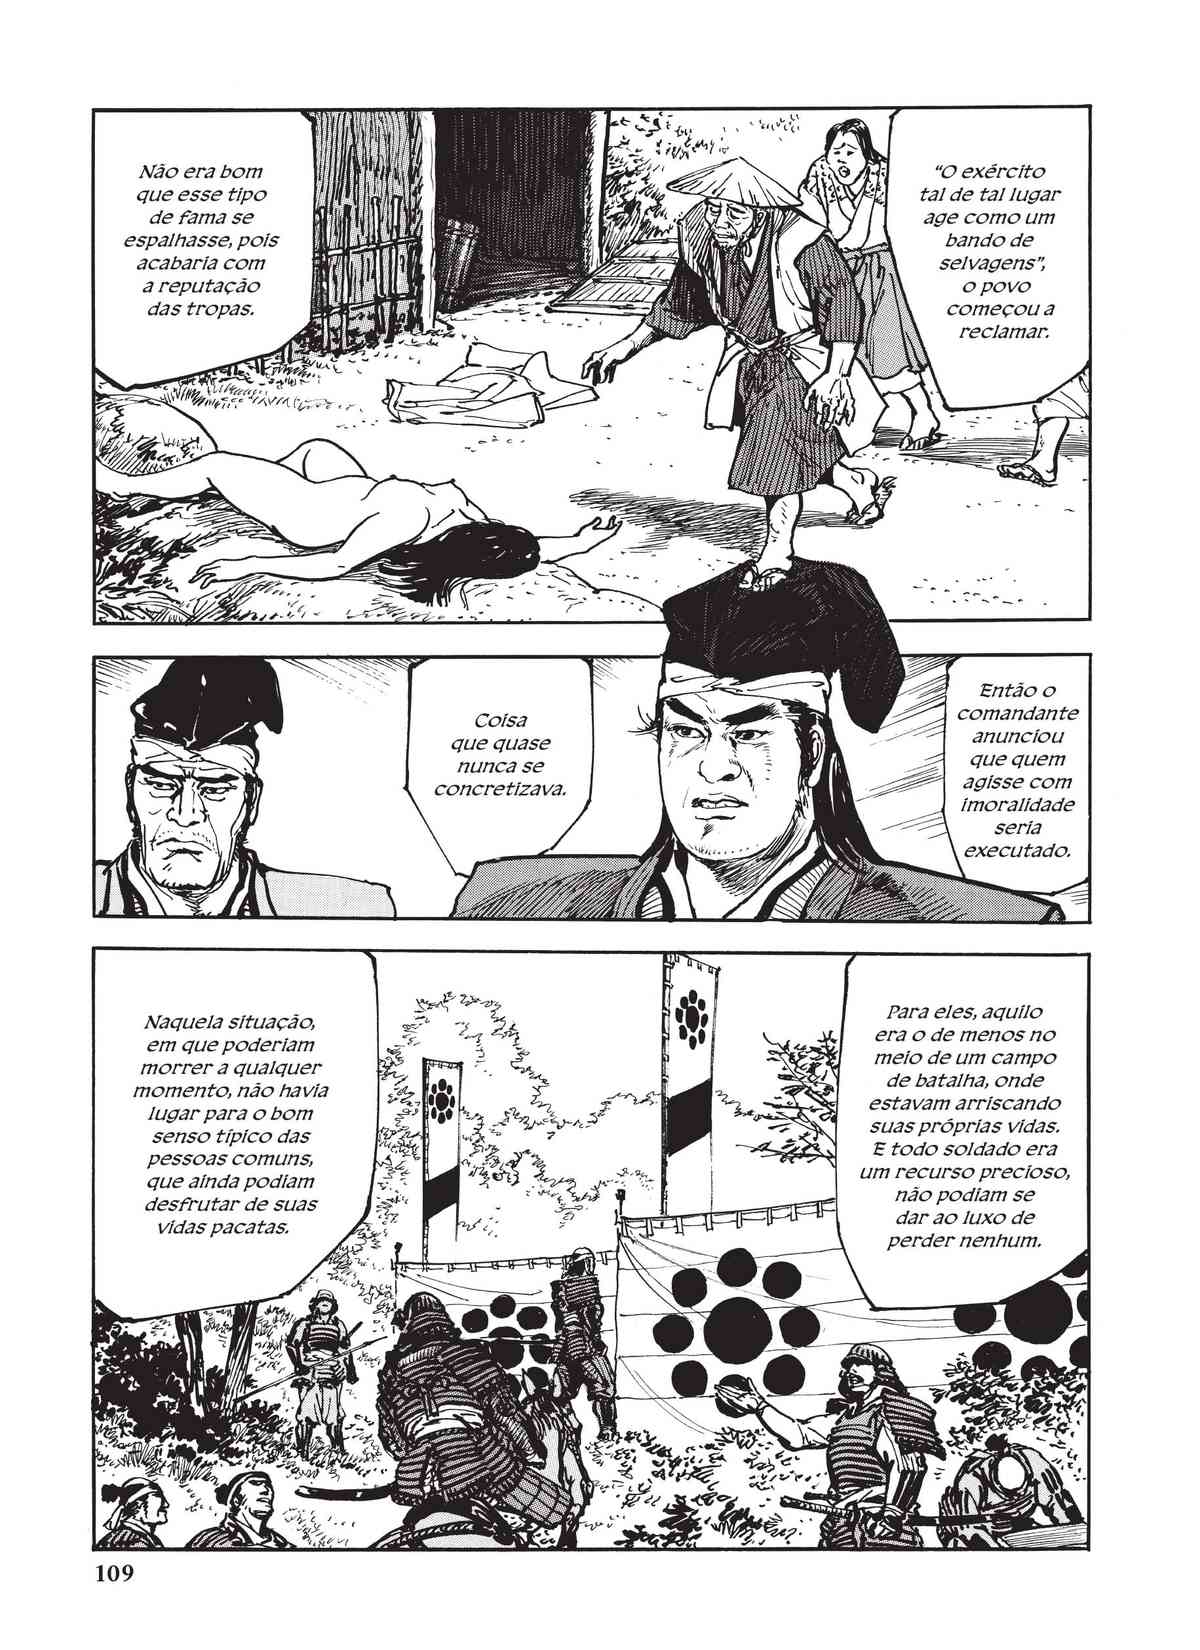 "O exército
tal de tal lugar
age como um
bando de
selvagens",
o povo
começou a
reclamar.
Não era bom
que esse tipo
de fama se
espalhasse, pois
acabaria com
a reputação
das tropas.
Então o
comandante
anunciou
que quem
agisse com
imoralidade
seria
executado.
Coisa
que quase
nunca se
concretizava.
Para eles, aquilo
era o de menos no
meio de um campo
de batalha, onde
estavam arriscando
suas próprias vidas.
E todo soldado era
um recurso precioso,
não podiam se
dar ao luxo de
perder nenhum.
Naquela situação,
em que poderiam
morrer a qualquer
momento, não havia
lugar para o bom
senso típico das
pessoas comuns,
que ainda podiam
desfrutar de suas
vidas pacatas.
109